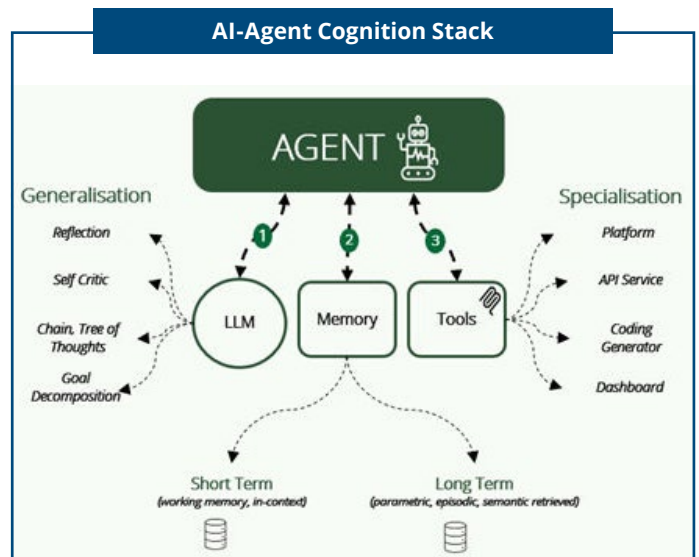 AI-Agent Cognition Stack
AGENT
Generalisation
Reflection
Self Critic
Chain, Tree of
Thoughts
Goal
Decomposition
1
2
3
LLM
Memory
Tools
Specialisation
Platform
API Service
Coding
Generator
Dashboard
Short Term
(working memory, in-context)
Long Term
(parametric, episodic, semantic retrieved)